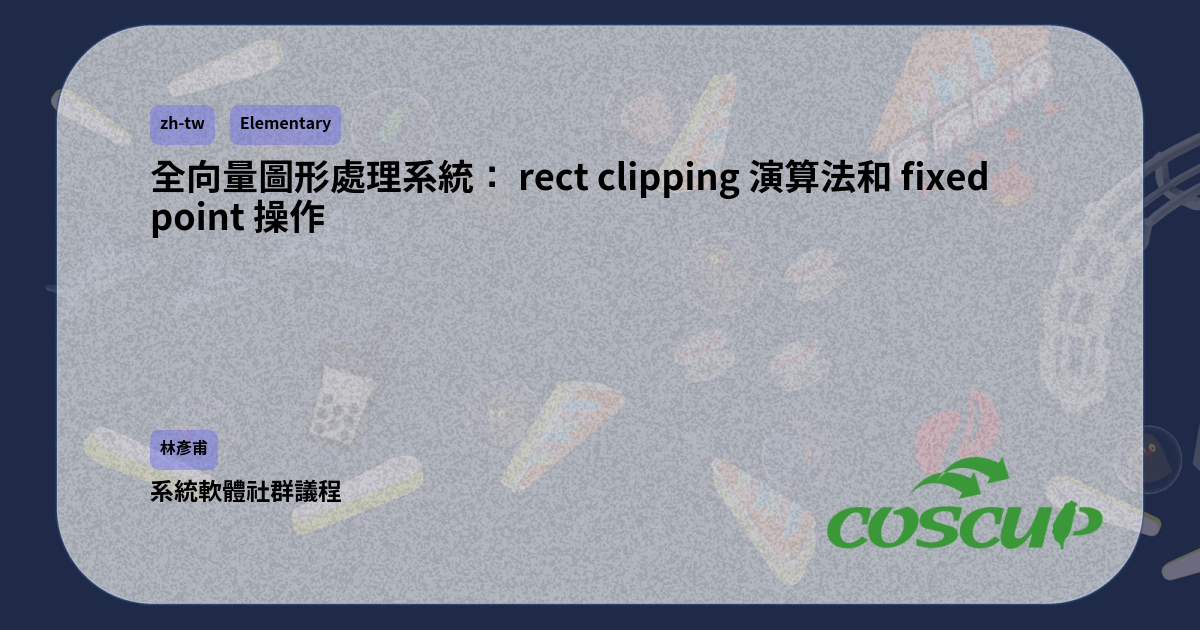 zh-tw Elementary
全向量圖形處理系統： rect clipping 演算法和 fixed
point 操作
林彥甫
系統軟體社群議程
COSCUP